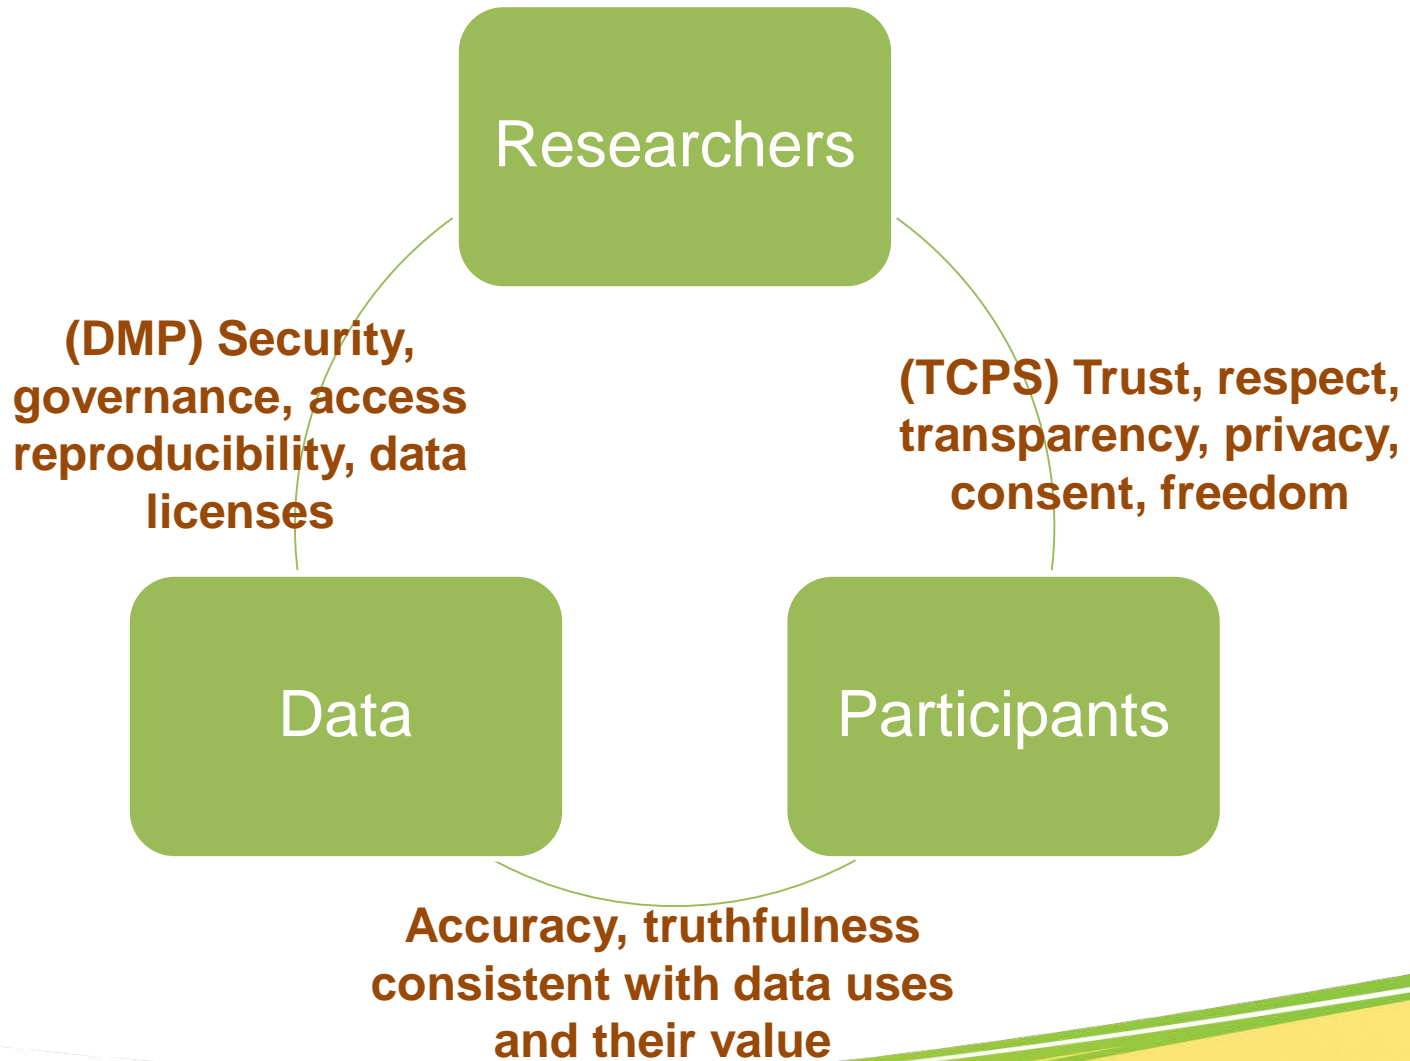 Researchers
(DMP) Security,
governance, access
reproducibility, data
licenses
(TCPS) Trust, respect,
transparency, privacy,
consent, freedom
Data
Participants
Accuracy, truthfulness
consistent with data uses
and their value